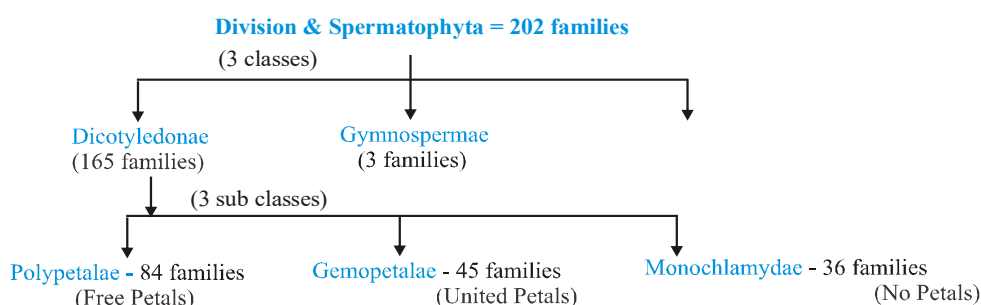 Division & Spermatophyta = 202 families
(3 classes)
Dicotyledonae
(165 families)
Gymnospermae
(3 families)
(3 sub classes)
Polypetalae - 84 families
(Free Petals)
Gemopetalae - 45 families
(United Petals)
Monochlamydae - 36 families
(No Petals)